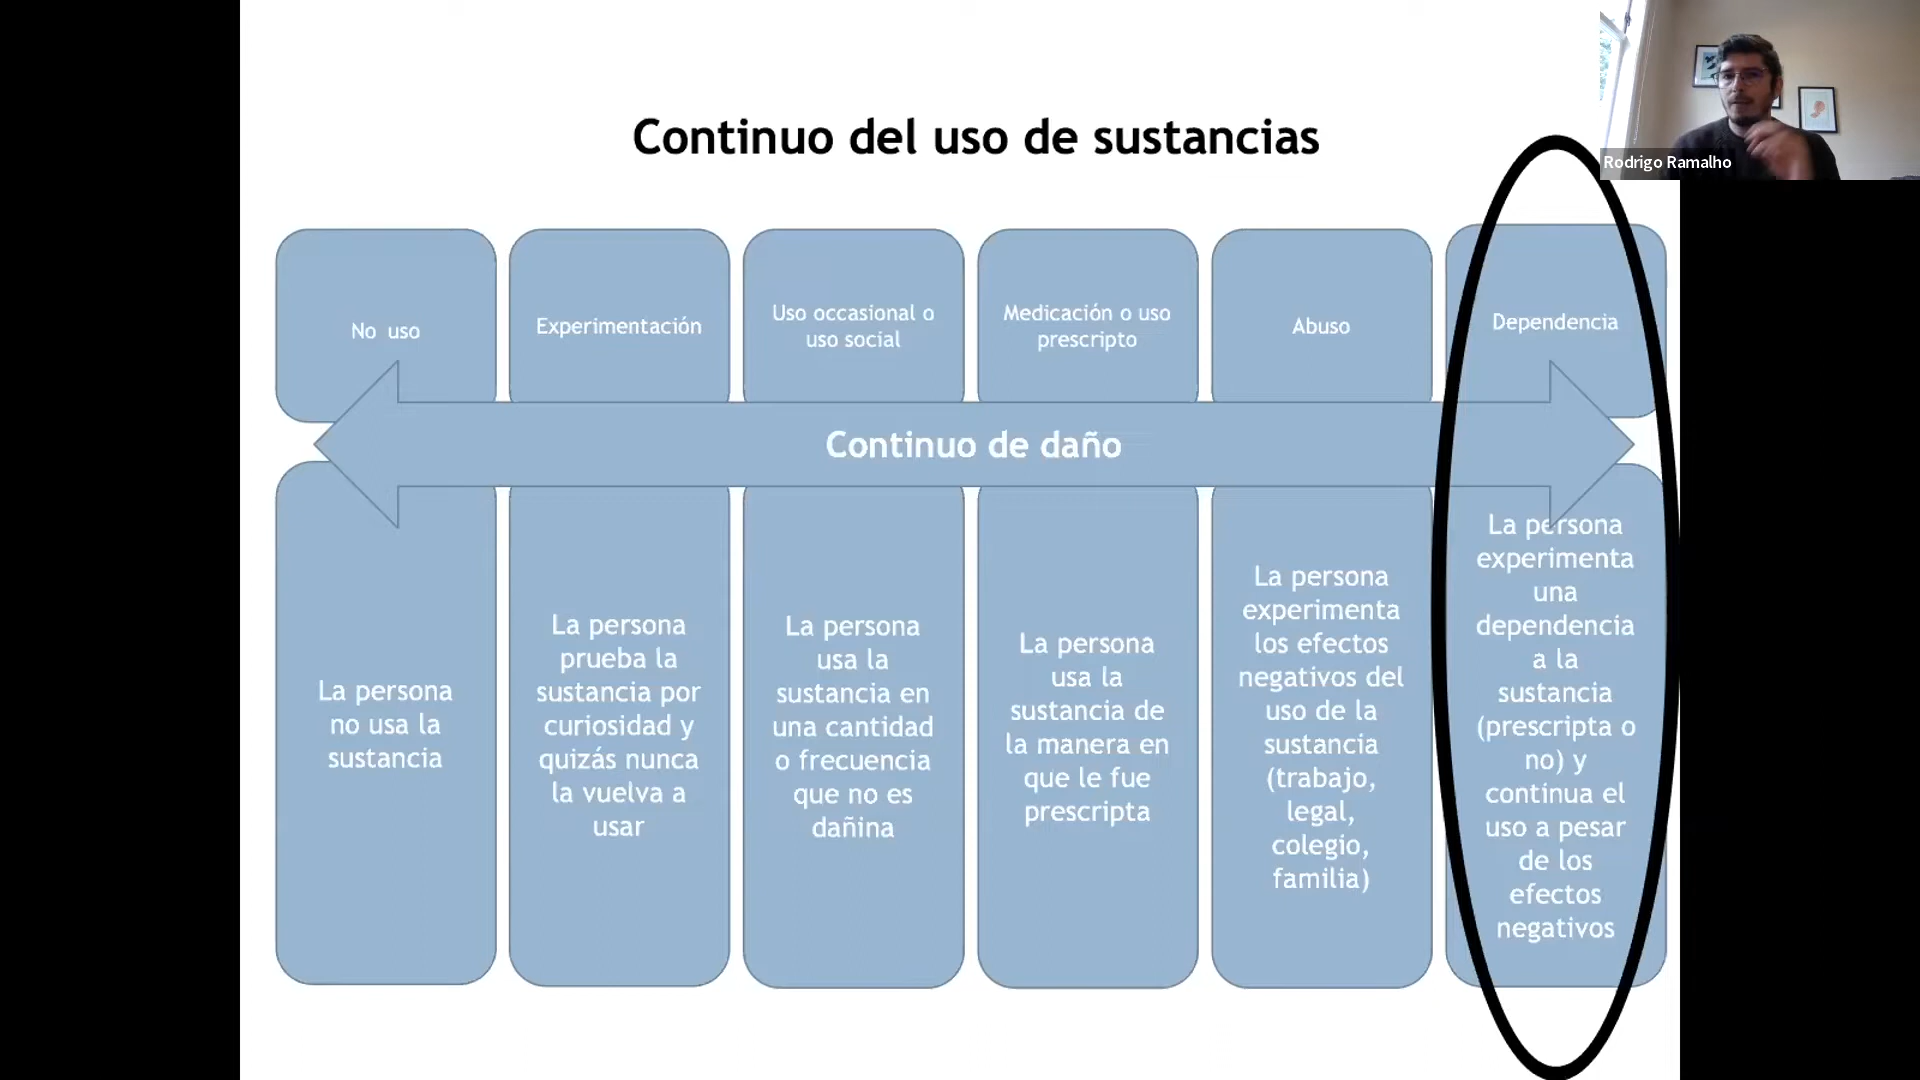 Continuo del uso de sustancias
Rodrigo Ramalho
No uso
Experimentación
Uso occasional o
uso social
Medicación o uso
prescripto
Abuso
Dependencia
Continuo de daño
La persona
no usa la
sustancia
La persona
prueba la
sustancia por
curiosidad y
quizás nunca
la vuelva a
usar
La persona
usa la
sustancia en
una cantidad
o frecuencia
que no es
dañina
La persona
usa la
sustancia de
la manera en
que le fue
prescripta
La persona
experimenta
los efectos
negativos del
uso de la
sustancia
(trabajo,
legal,
colegio,
familia)
La persona
experimenta
una
dependencia
a la
sustancia
(prescripta o
no) y
continua el
uso a pesar
de los
efectos
negativos